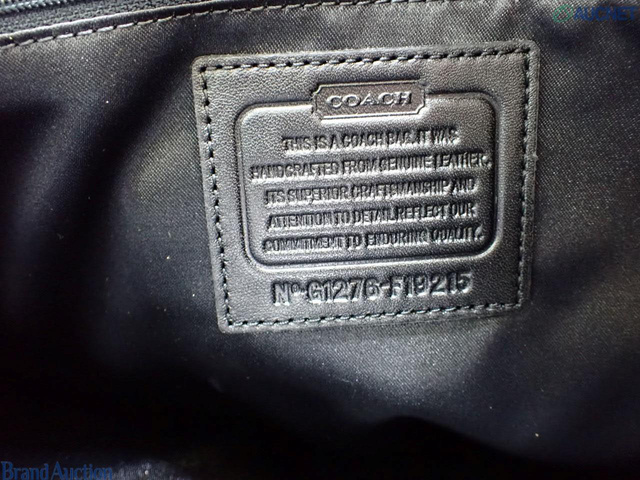 AUCNET
COACH
THIS IS A COACH BAG. IT WAS
HANDCRAFTED FROM GENUINE LEATHER.
ITS SUPERIOR CRAFTSMANSHIP AND
ATTENTION TO DETAIL REFLECT OUR
COMMITMENT TO ENDURING QUALITY.
Nº G1276-F19215
Brand Auction